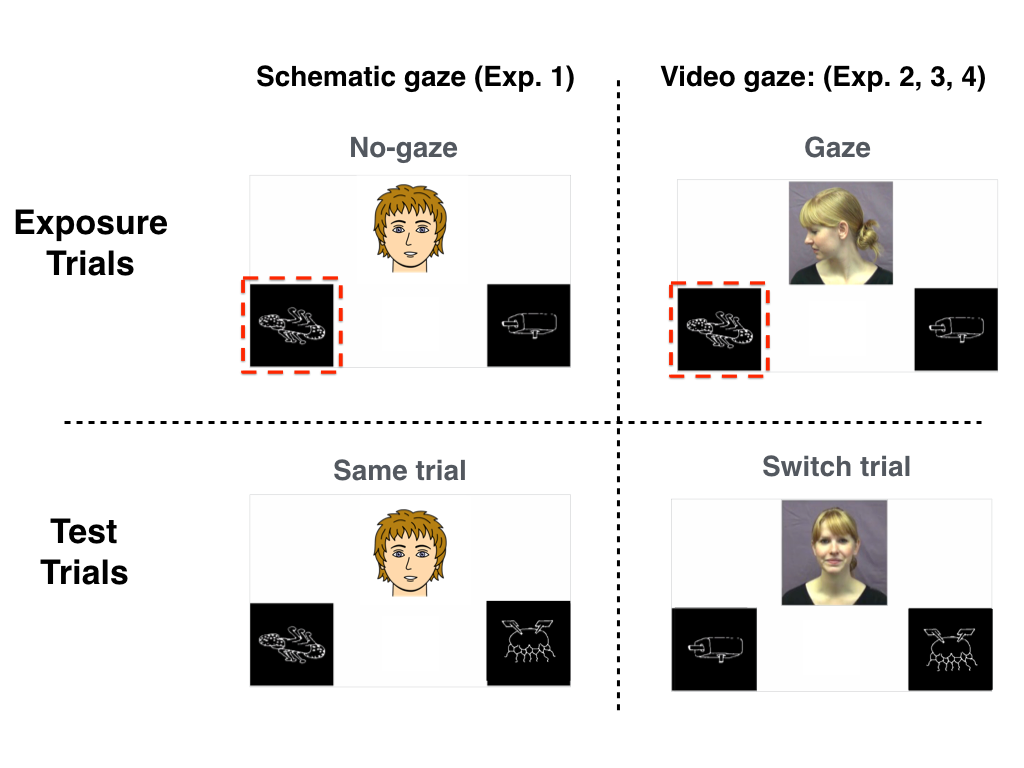 Schematic gaze (Exp. 1)
Video gaze: (Exp. 2, 3, 4)
No-gaze
Gaze
Exposure
Trials
Same trial
Switch trial
Test
Trials